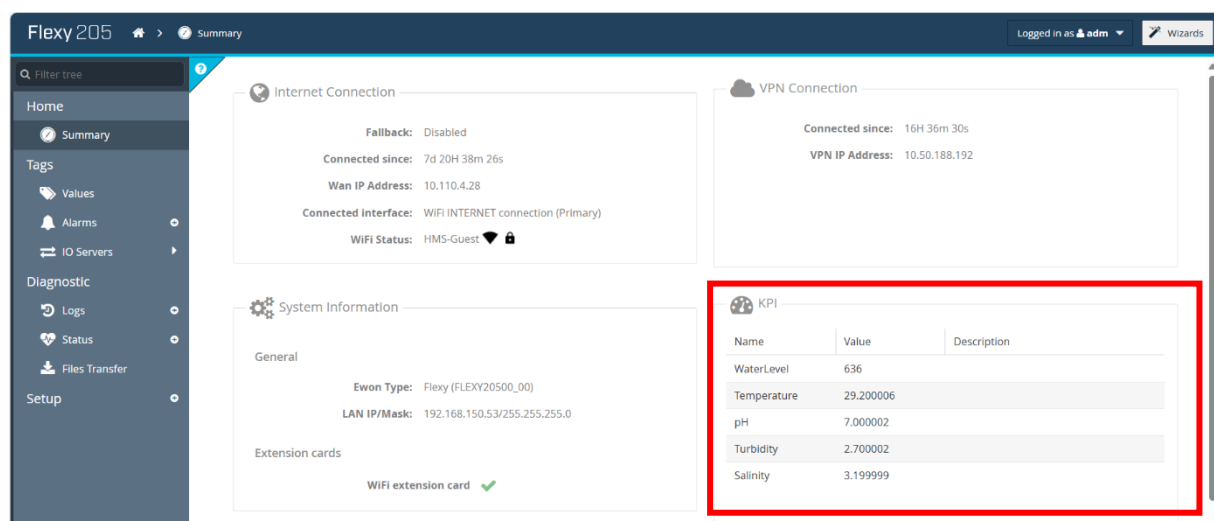 Flexy 205 > Summary
Logged in as adm
Wizards
Filter tree
Home
Summary
Tags
Values
Alarms
IO Servers
Diagnostic
Logs
Status
Files Transfer
Setup
?
Internet Connection
Fallback: Disabled
Connected since: 7d 20H 38m 26s
Wan IP Address: 10.110.4.28
Connected interface: WiFi INTERNET connection (Primary)
WiFi Status: HMS-Guest
VPN Connection
Connected since: 16H 36m 30s
VPN IP Address: 10.50.188.192
System Information
General
Ewon Type: Flexy (FLEXY20500_00)
LAN IP/Mask: 192.168.150.53/255.255.255.0
Extension cards
WiFi extension card
KPI
Name Value Description
WaterLevel 636
Temperature 29.200006
pH 7.000002
Turbidity 2.700002
Salinity 3.199999